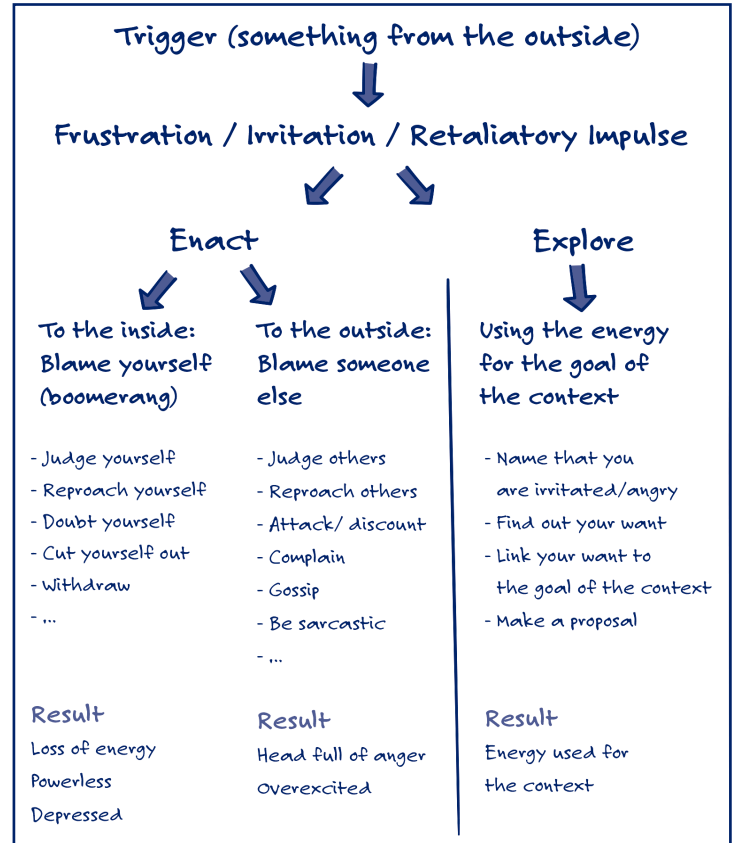 Trigger (something from the outside)
Frustration / Irritation / Retaliatory Impulse
Enact
Explore
To the inside:
Blame yourself
(boomerang)
- Judge yourself
- Reproach yourself
- Doubt yourself
- Cut yourself out
- Withdraw
- ...
Result
Loss of energy
Powerless
Depressed
To the outside:
Blame someone
else
- Judge others
- Reproach others
- Attack/ discount
- Complain
- Gossip
- Be sarcastic
- ...
Result
Head full of anger
Overexcited
Using the energy
for the goal of
the context
- Name that you
are irritated/angry
- Find out your want
- Link your want to
the goal of the context
- Make a proposal
Result
Energy used for
the context